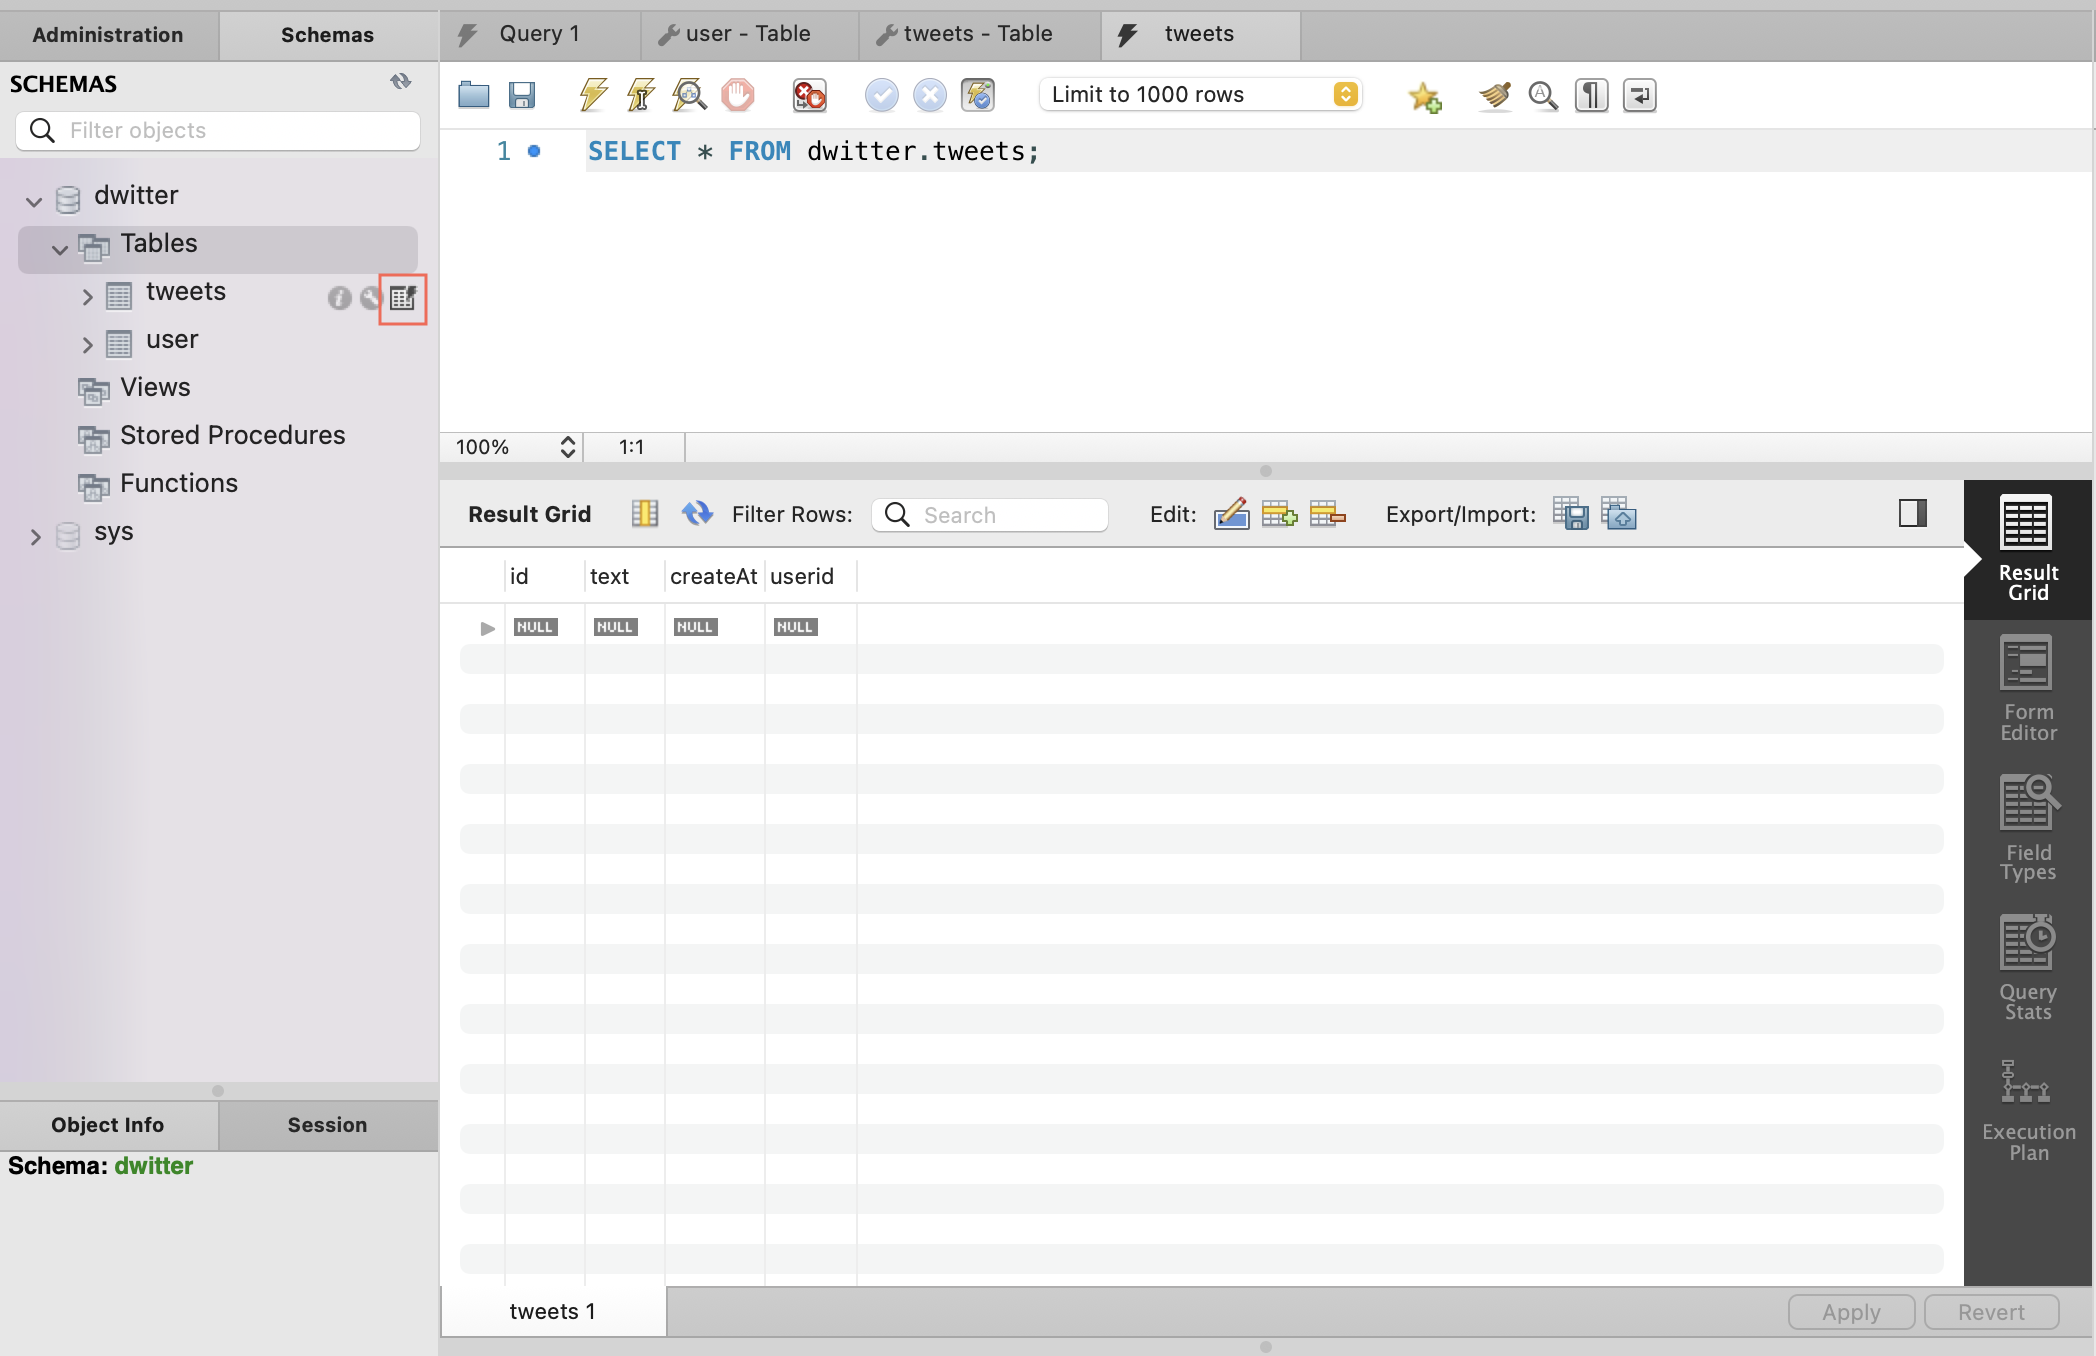 Administration
Schemas
Query 1
user - Table
tweets - Table
tweets
SCHEMAS
Filter objects
dwitter
Tables
tweets
user
Views
Stored Procedures
Functions
sys
Limit to 1000 rows
1
SELECT * FROM dwitter.tweets;
100%
1:1
Result Grid
Filter Rows:
Search
Edit:
Export/Import:
id
text
createAt
userid
NULL
NULL
NULL
NULL
Result
Grid
Form
Editor
Field
Types
Query
Stats
Execution
Plan
Object Info
Session
Schema: dwitter
tweets 1
Apply
Revert